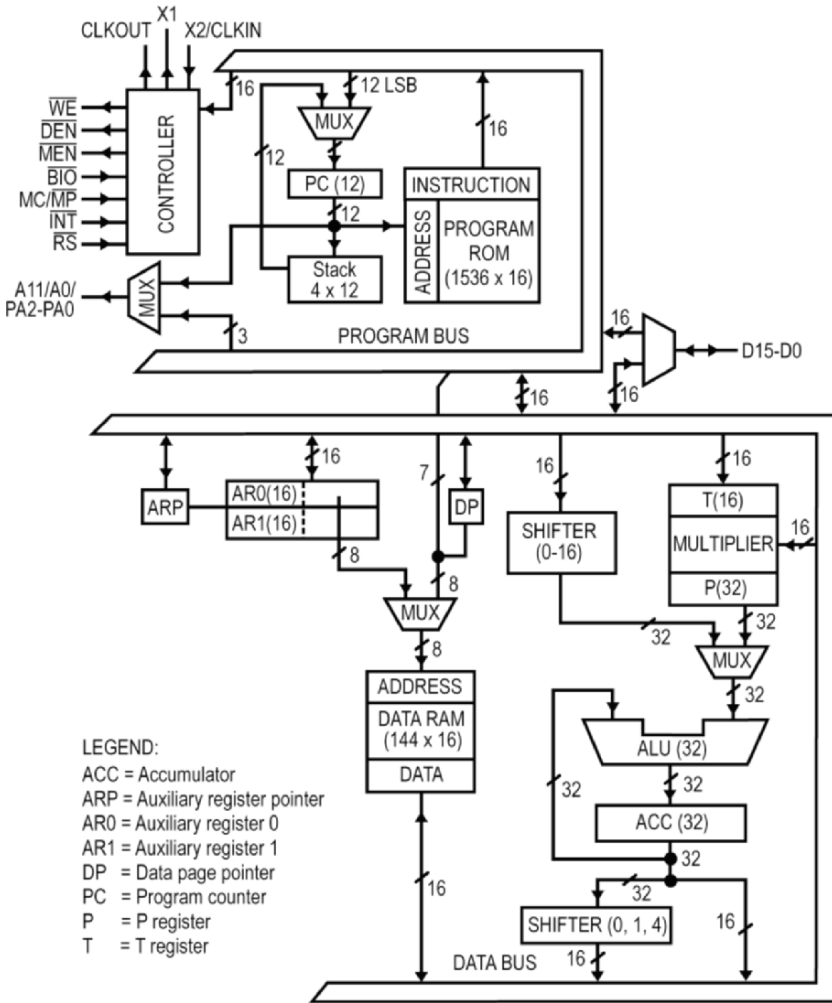 X1
CLKOUT
X2/CLKIN
WE
DEN
MEN
BIO
MC/MP
INT
RS
CONTROLLER
16
12 LSB
MUX
16
12
PC (12)
12
INSTRUCTION
ADDRESS
PROGRAM
ROM
(1536 x 16)
Stack
4 x 12
A11/A0/
PA2-PA0
MUX
3
PROGRAM BUS
16
16
D15-D0
16
16
7
16
16
ARP
AR0(16)
AR1(16)
DP
8
8
MUX
8
SHIFTER
(0-16)
T(16)
MULTIPLIER
P(32)
16
32
32
MUX
32
ADDRESS
DATA RAM
(144 x 16)
DATA
16
ALU (32)
32
32
ACC (32)
32
32
SHIFTER (0, 1, 4)
16
16
DATA BUS
LEGEND:
ACC = Accumulator
ARP = Auxiliary register pointer
AR0 = Auxiliary register 0
AR1 = Auxiliary register 1
DP = Data page pointer
PC = Program counter
P = P register
T = T register